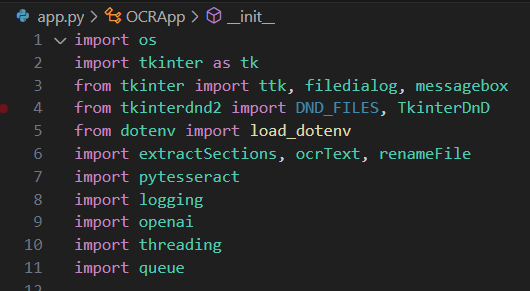 app.py > OCRApp > __init__
1 import os
2 import tkinter as tk
3 from tkinter import ttk, filedialog, messagebox
4 from tkinterdnd2 import DND_FILES, TkinterDnD
5 from dotenv import load_dotenv
6 import extractSections, ocrText, renameFile
7 import pytesseract
8 import logging
9 import openai
10 import threading
11 import queue
12